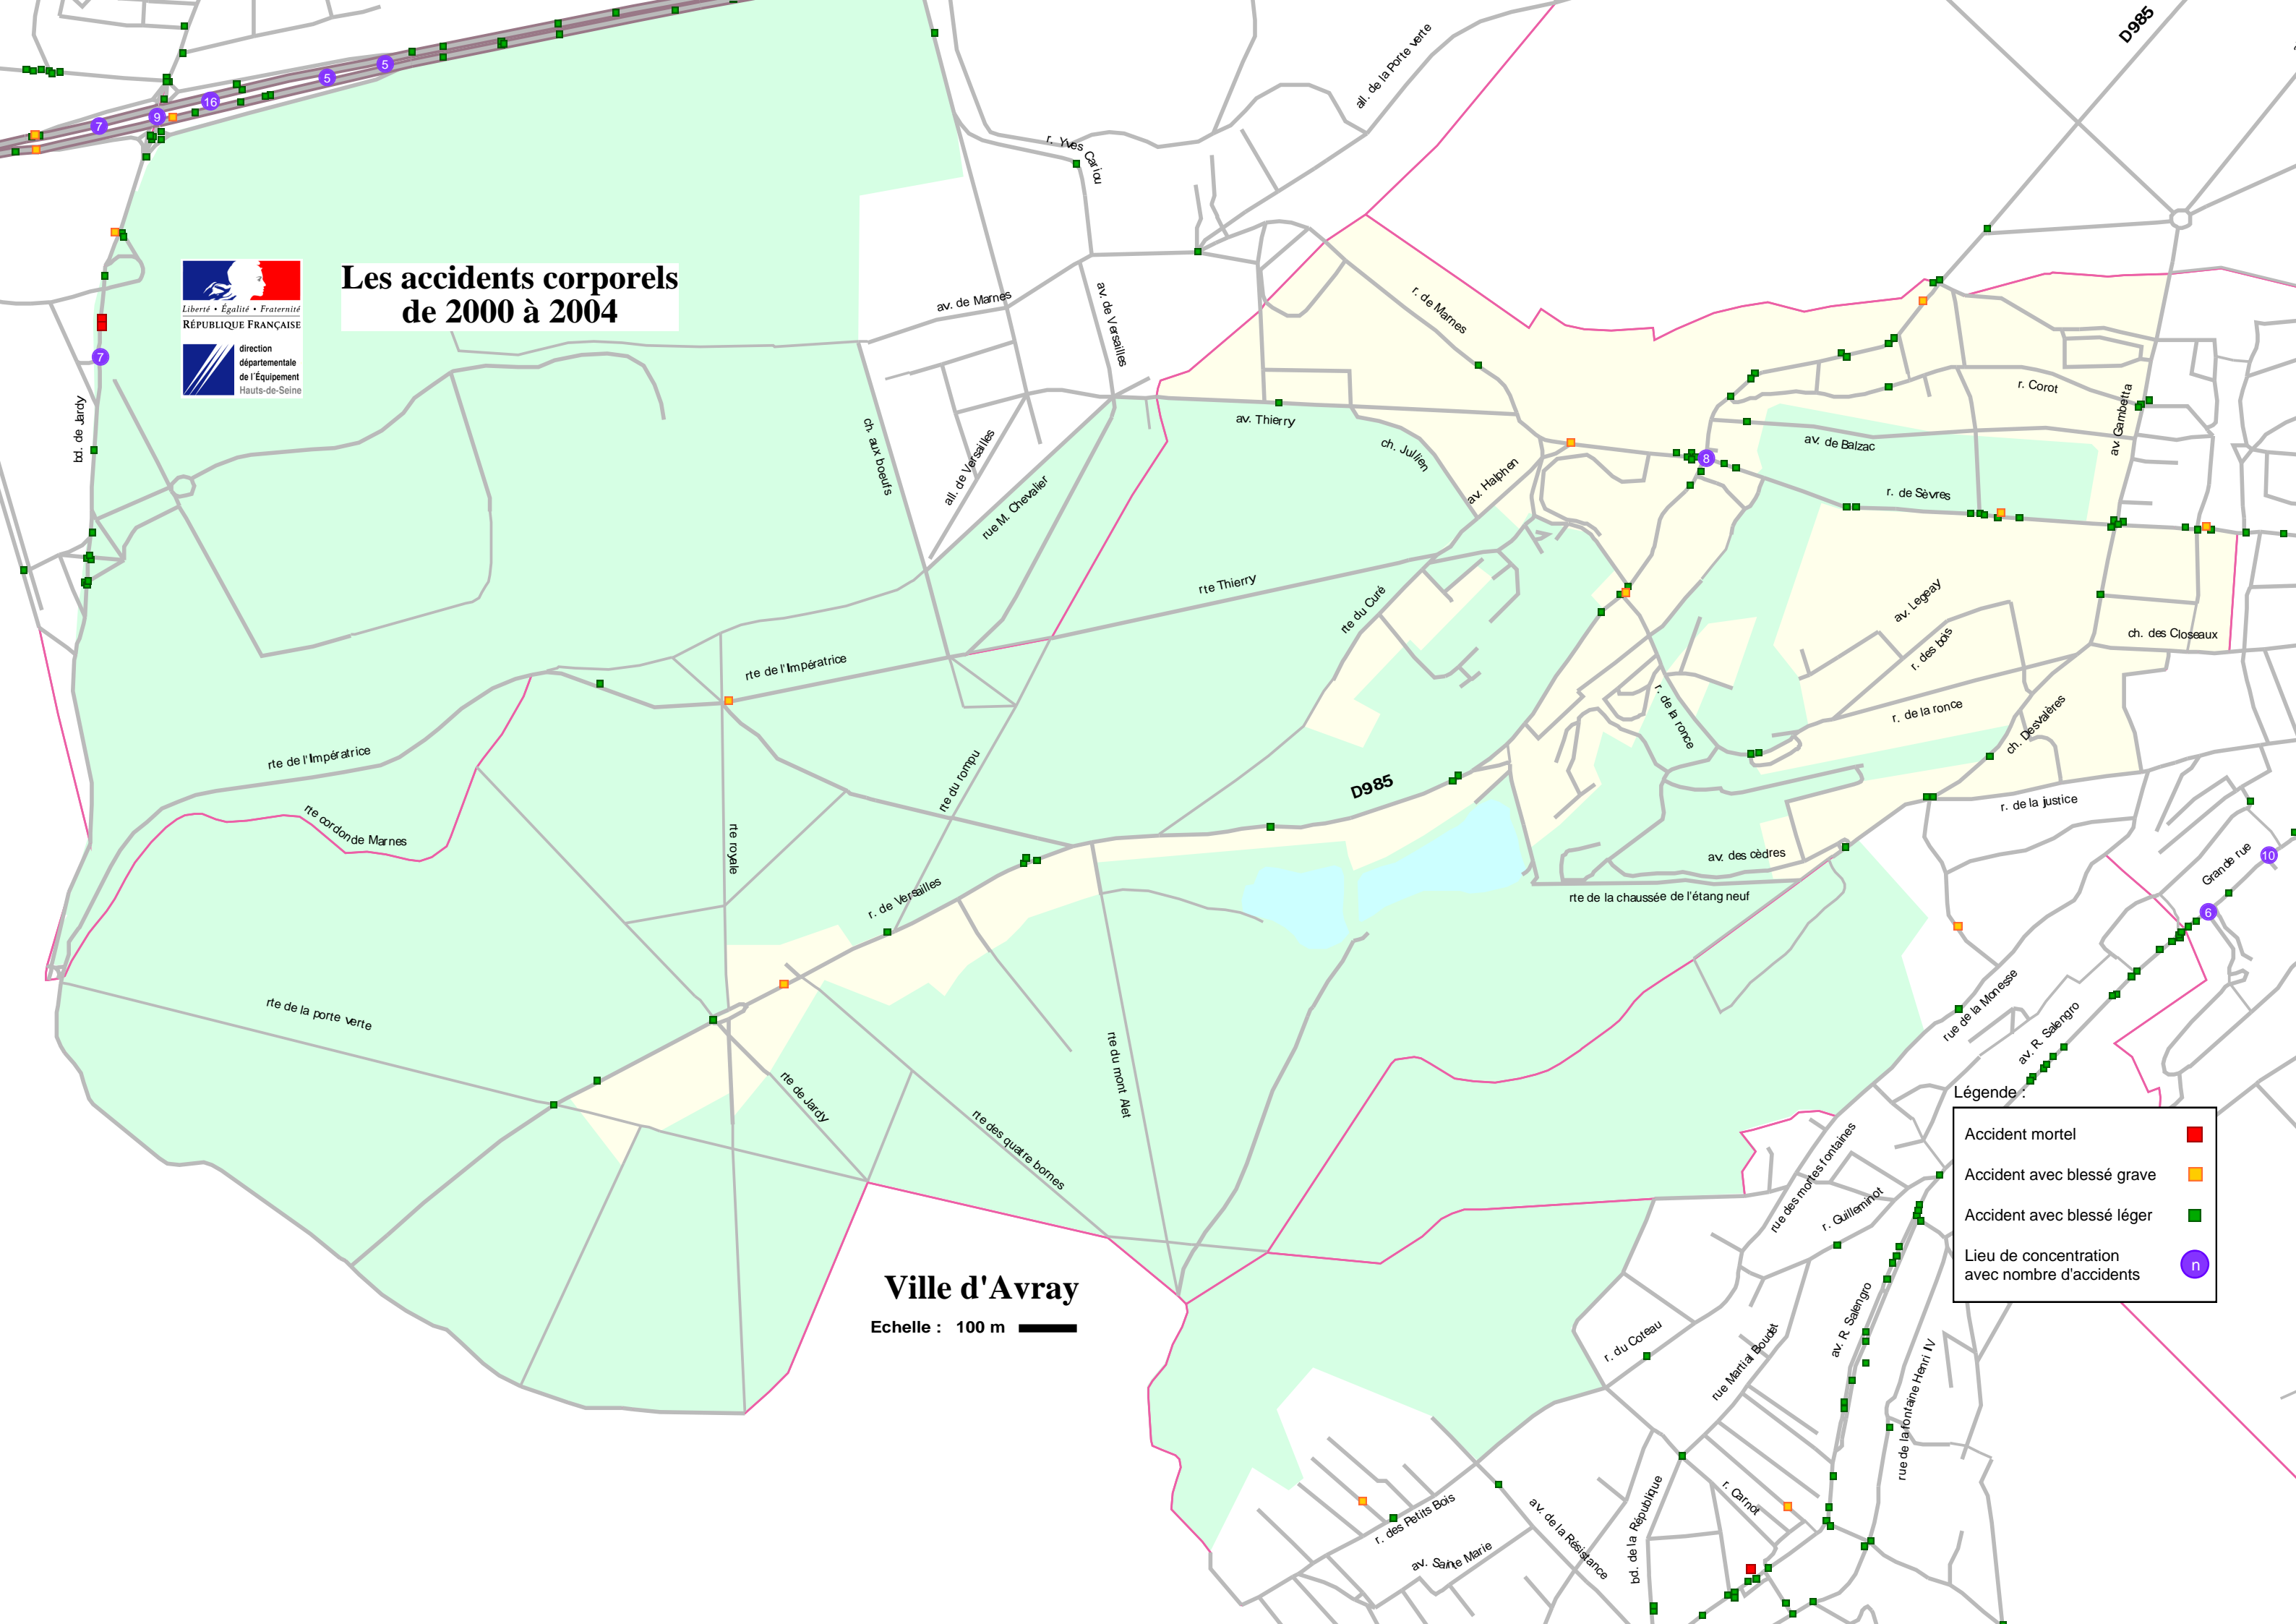 D985
all. de la Porte verte
5
5
16
9
7
r. Yves Cariou
Liberté • Égalité • Fraternité
RÉPUBLIQUE FRANÇAISE
direction
départementale
de l'Équipement
Hauts-de-Seine
Les accidents corporels
de 2000 à 2004
av. de Marnes
av. de Versailles
r. de Marnes
7
bd. de Jardy
ch. aux boeufs
all. de Versailles
rue M. Chevalier
av. Thierry
ch. Jullien
av. Halphen
8
av. de Balzac
r. Corot
av. Gambetta
r. de Sèvres
rte Thierry
rte du Curé
av. Legeay
r. des bois
ch. des Closeaux
rte de l'Impératrice
rte de l'Impératrice
r. de la ronce
r. de la ronce
ch. Desvalères
rte cordon de Marnes
rte royale
rte du rompu
D985
r. de la justice
r. de Versailles
av. des cèdres
rte de la chaussée de l'étang neuf
Grande rue
10
6
rte de la porte verte
rte de Jardy
rte des quatre bornes
rte du mont Alet
rue de la Monesse
av. R. Salengro
Légende :
Accident mortel
Accident avec blessé grave
Accident avec blessé léger
Lieu de concentration
avec nombre d'accidents
n
rue des mortes fontaines
r. Guilleminot
Ville d'Avray
Echelle : 100 m
r. du Coteau
rue Martial Boudet
av. R. Salengro
rue de la fontaine Henri IV
r. des Petits Bois
av. Sainte Marie
av. de la Résistance
bd. de la République
r. Carnot